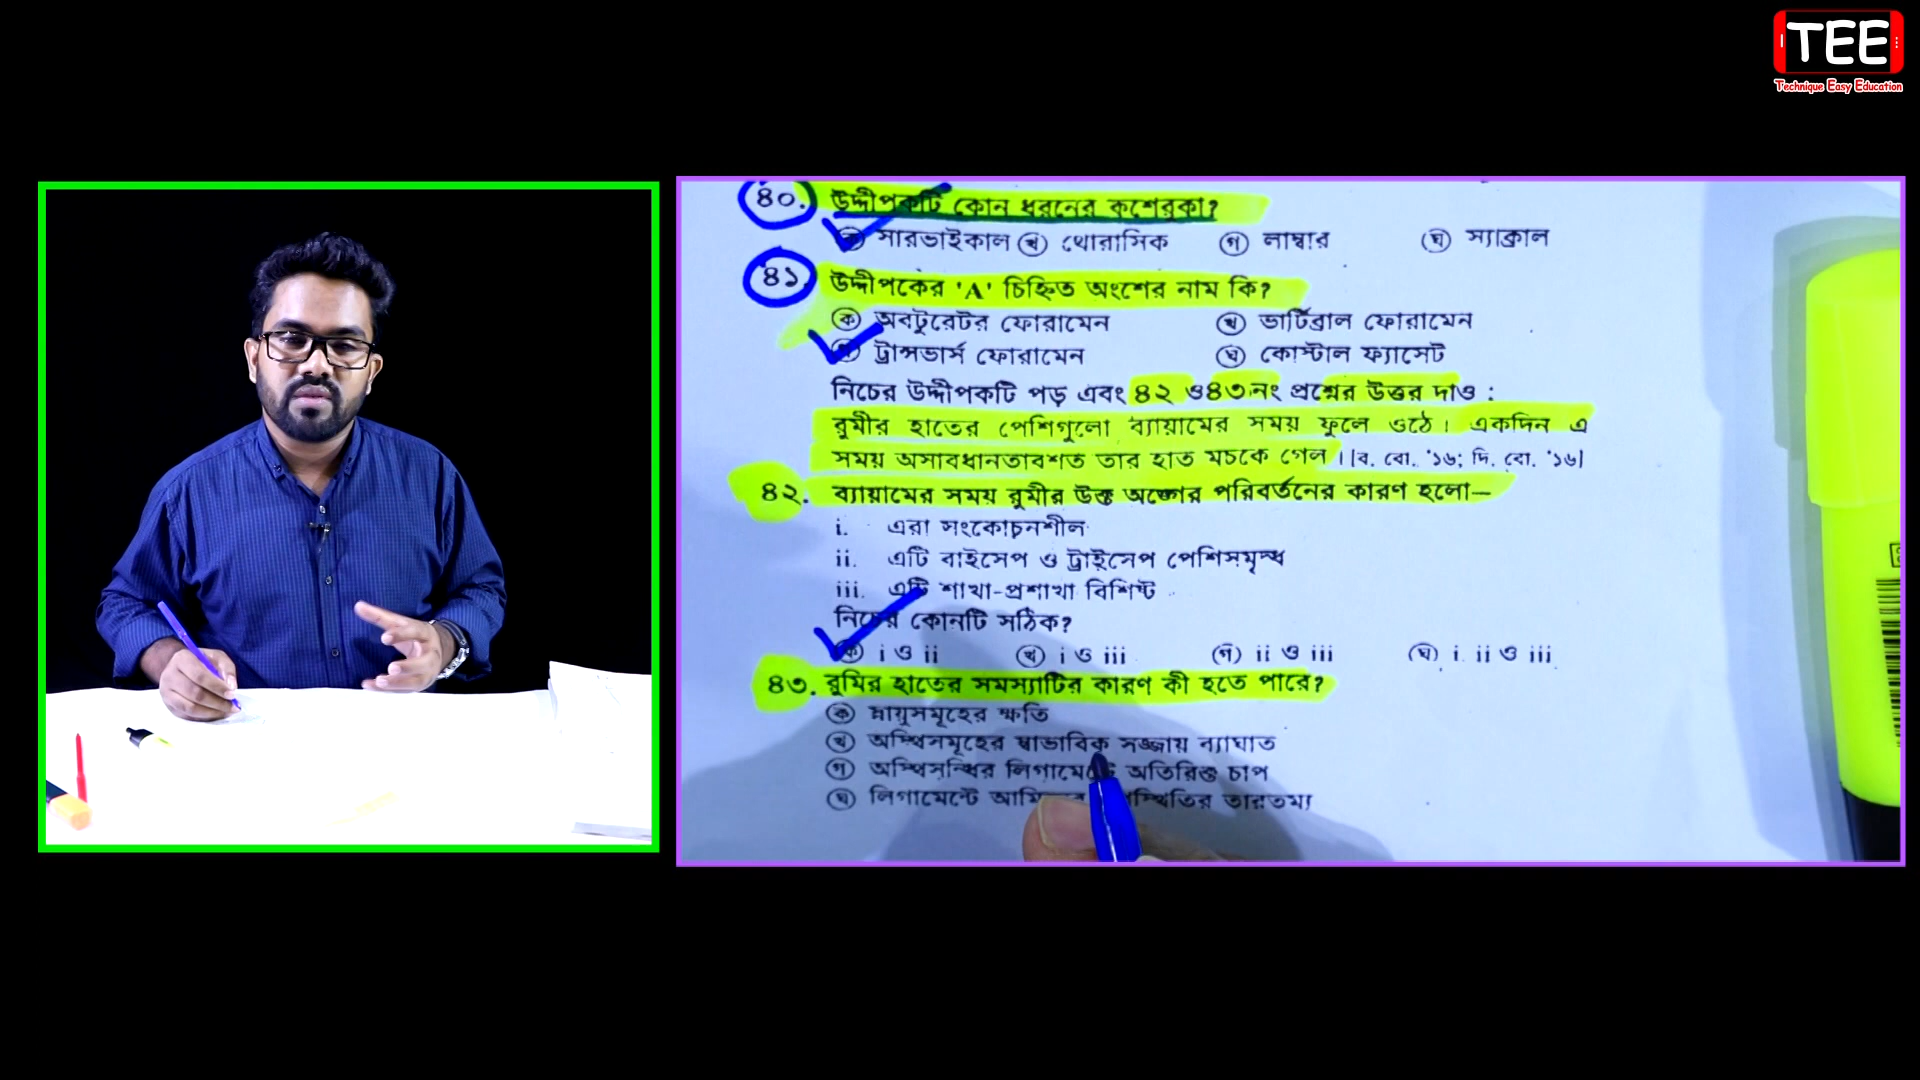 TEE
Technique Easy Education
৪০. উদ্দীপকটি কোন ধরনের কশেরুকা?
সারভাইকাল (খ) থোরাসিক (গ) লাম্বার (ঘ) স্যাক্রাল
৪১. উদ্দীপকের 'A' চিহ্নিত অংশের নাম কি?
(ক) অবটুরেটর ফোরামেন (খ) ভার্টিব্রাল ফোরামেন
ট্রান্সভার্স ফোরামেন (ঘ) কোস্টাল ফ্যাসেট
নিচের উদ্দীপকটি পড় এবং ৪২ ও ৪৩ নং প্রশ্নের উত্তর দাও :
রুমীর হাতের পেশিগুলো ব্যায়ামের সময় ফুলে ওঠে। একদিন এ
সময় অসাবধানতাবশত তার হাত মচকে গেল। [ব. বো. '১৬; দি. বো. '১৬]
৪২. ব্যায়ামের সময় রুমীর উক্ত অঙ্গের পরিবর্তনের কারণ হলো—
i. এরা সংকোচনশীল
ii. এটি বাইসেপ ও ট্রাইসেপ পেশিসমৃদ্ধ
iii. এটি শাখা-প্রশাখা বিশিষ্ট
নিচের কোনটি সঠিক?
(ক) i ও ii (খ) i ও iii (গ) ii ও iii (ঘ) i. ii ও iii
৪৩. রুমির হাতের সমস্যাটির কারণ কী হতে পারে?
(ক) স্নায়ুসমূহের ক্ষতি
(খ) অস্থিসমূহের স্বাভাবিক সজ্জায় ব্যাঘাত
(গ) অস্থিসন্ধির লিগামেন্টে অতিরিক্ত চাপ
(ঘ) লিগামেন্টে তারতম্য